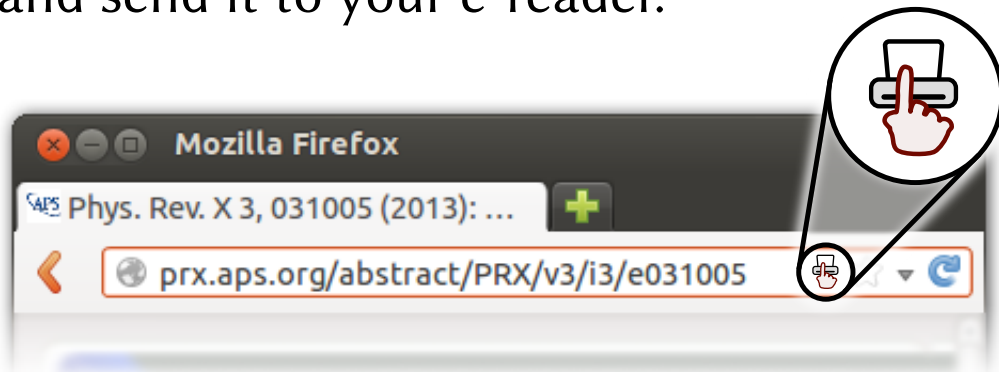 and send it to your e-reader.
Mozilla Firefox
APS Phys. Rev. X 3, 031005 (2013): ...
prx.aps.org/abstract/PRX/v3/i3/e031005